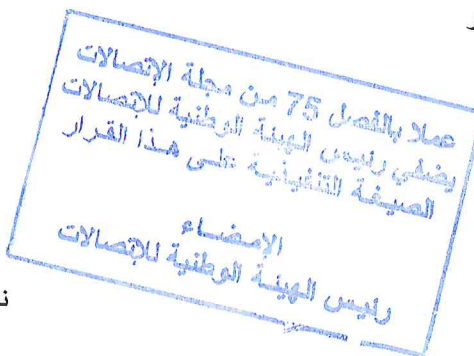 عملا بالفصل 75 من مجلة الإتصالات
يضفي رئيس الهيئة الوطنية للإتصالات
الصيغة التنفيذية على هذا القرار
الإمضاء
رئيس الهيئة الوطنية للإتصالات